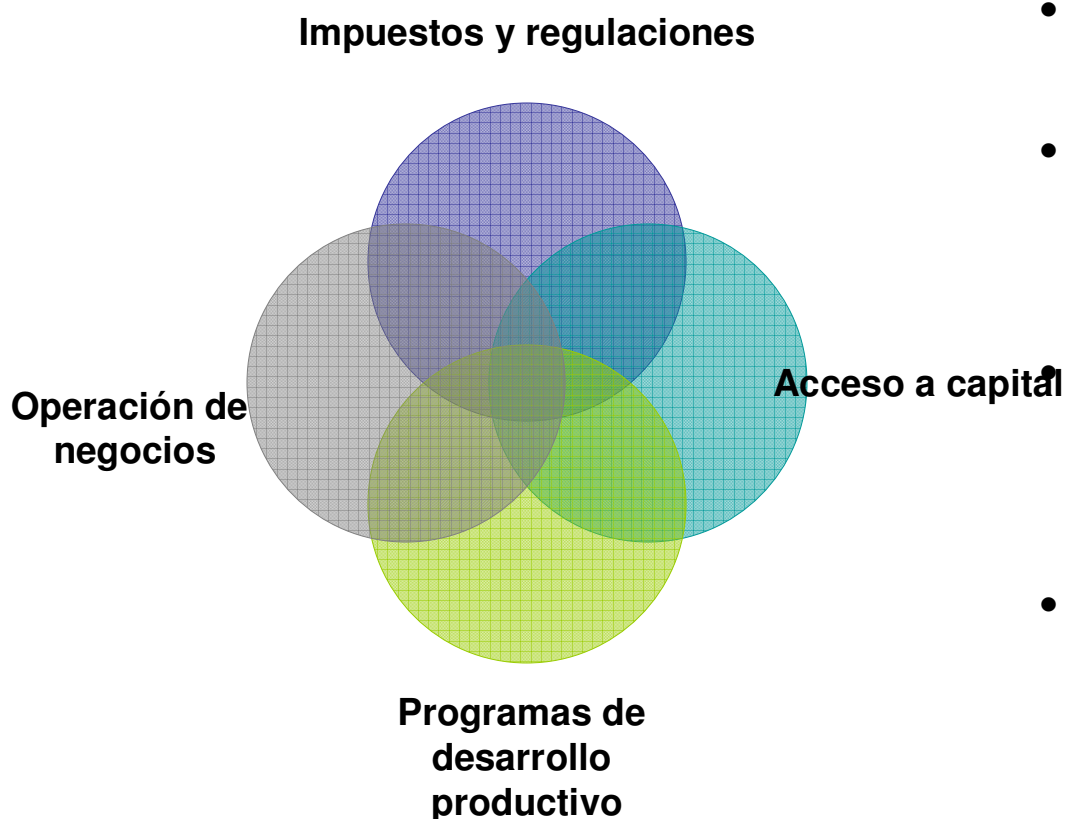 Impuestos y regulaciones
Acceso a capital
Operación de
negocios
Programas de
desarrollo
productivo